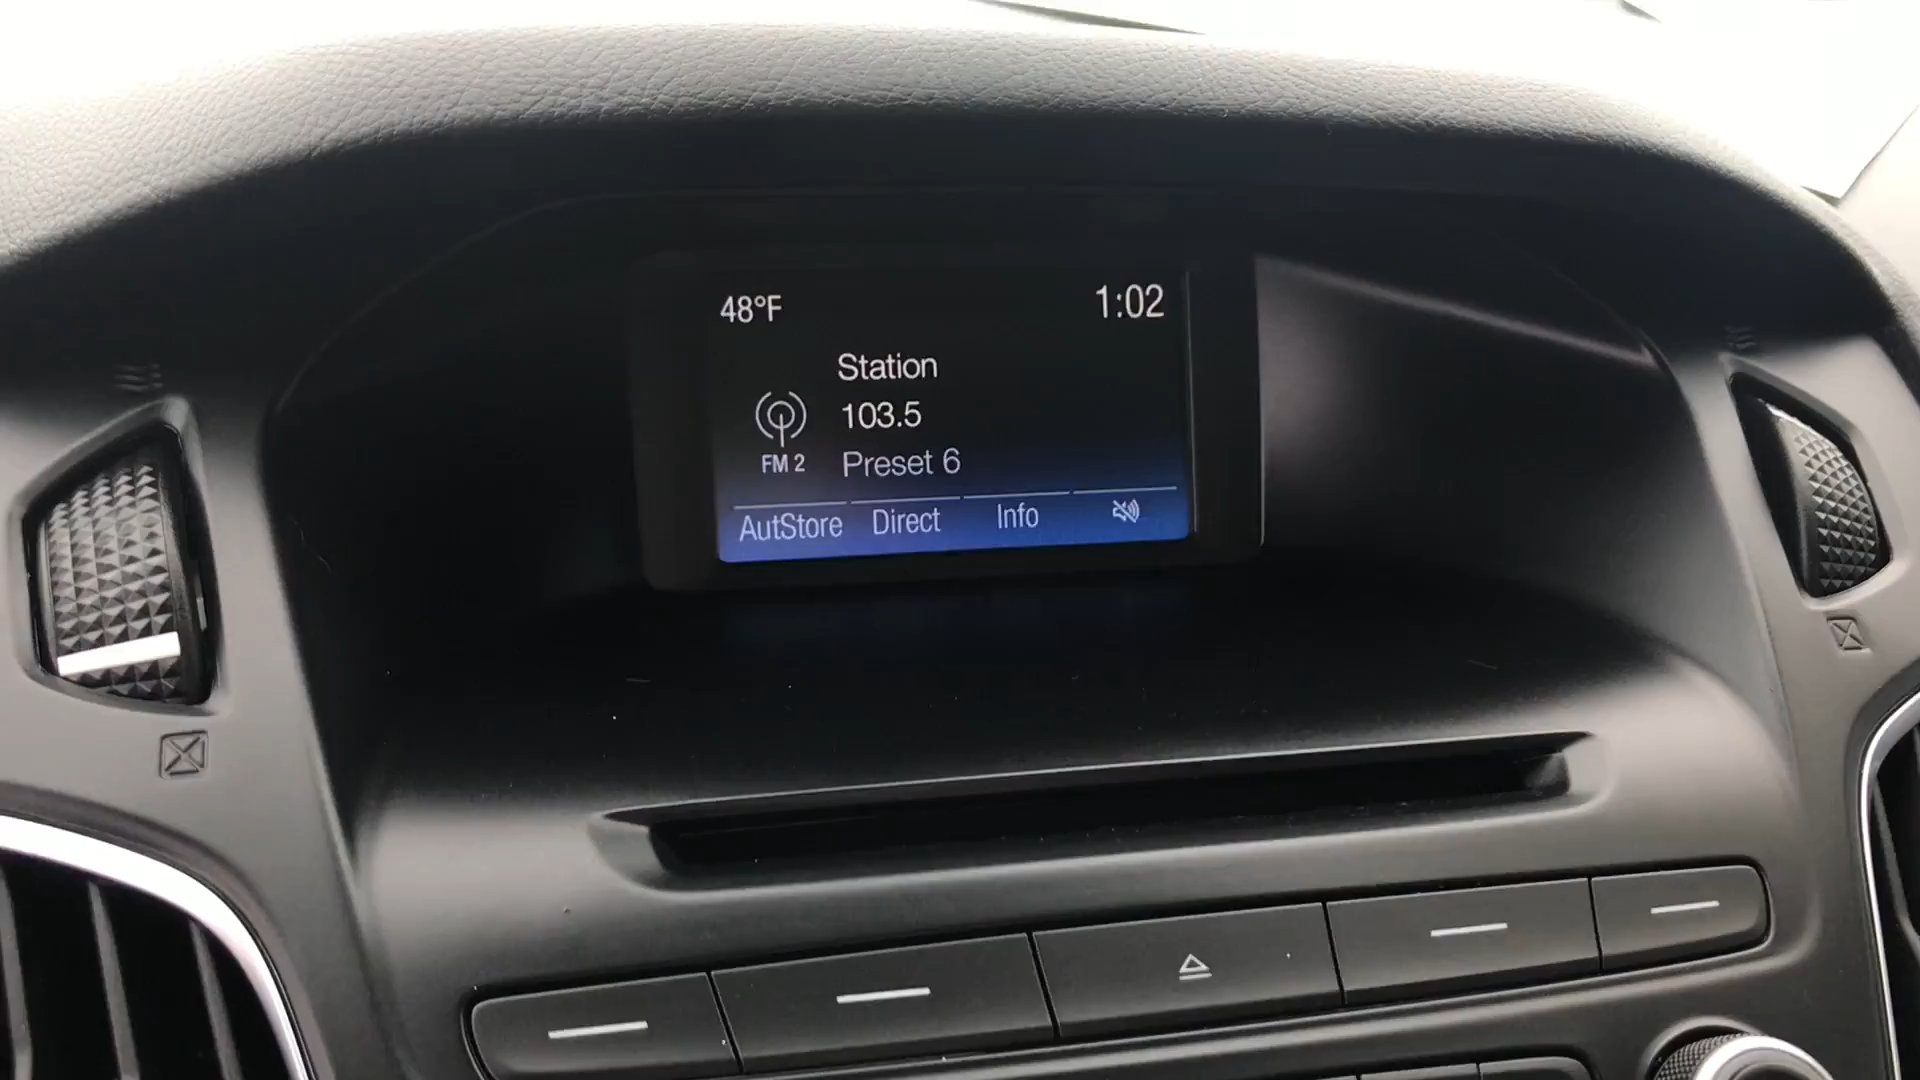 48°F 1:02
Station
103.5
FM 2 Preset 6
AutStore Direct Info